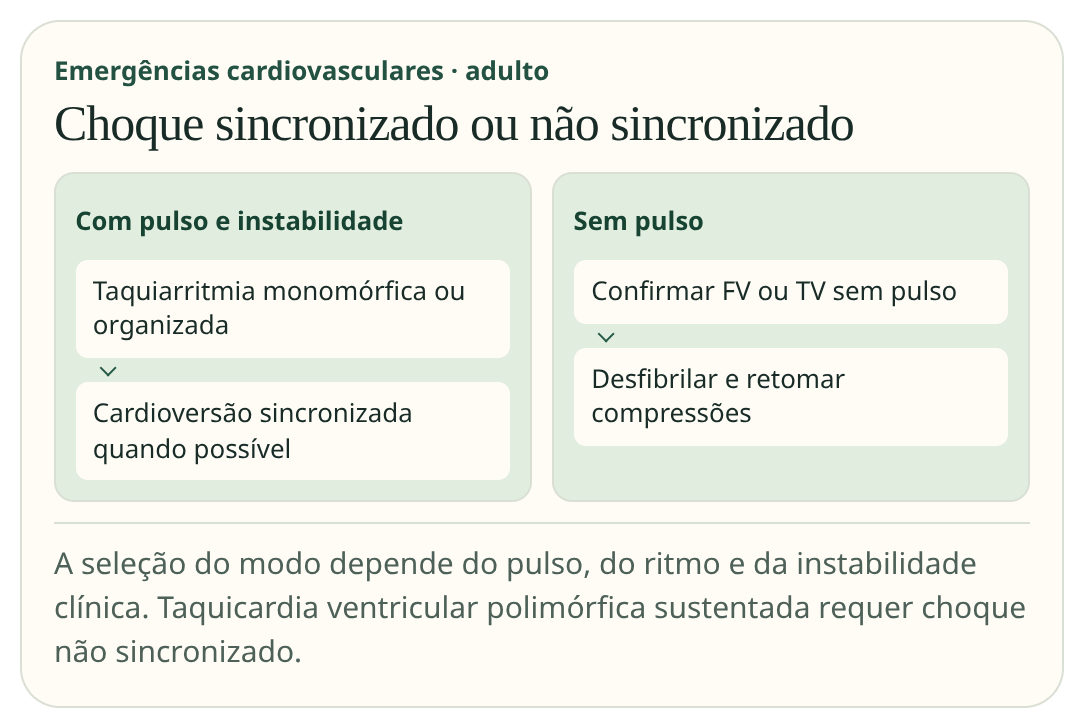 Emergências cardiovasculares · adulto
Choque sincronizado ou não sincronizado
Com pulso e instabilidade
Taquiarritmia monomórfica ou
organizada
Cardioversão sincronizada
quando possível
Sem pulso
Confirmar FV ou TV sem pulso
Desfibrilar e retomar
compressões
A seleção do modo depende do pulso, do ritmo e da instabilidade
clínica. Taquicardia ventricular polimórfica sustentada requer choque
não sincronizado.